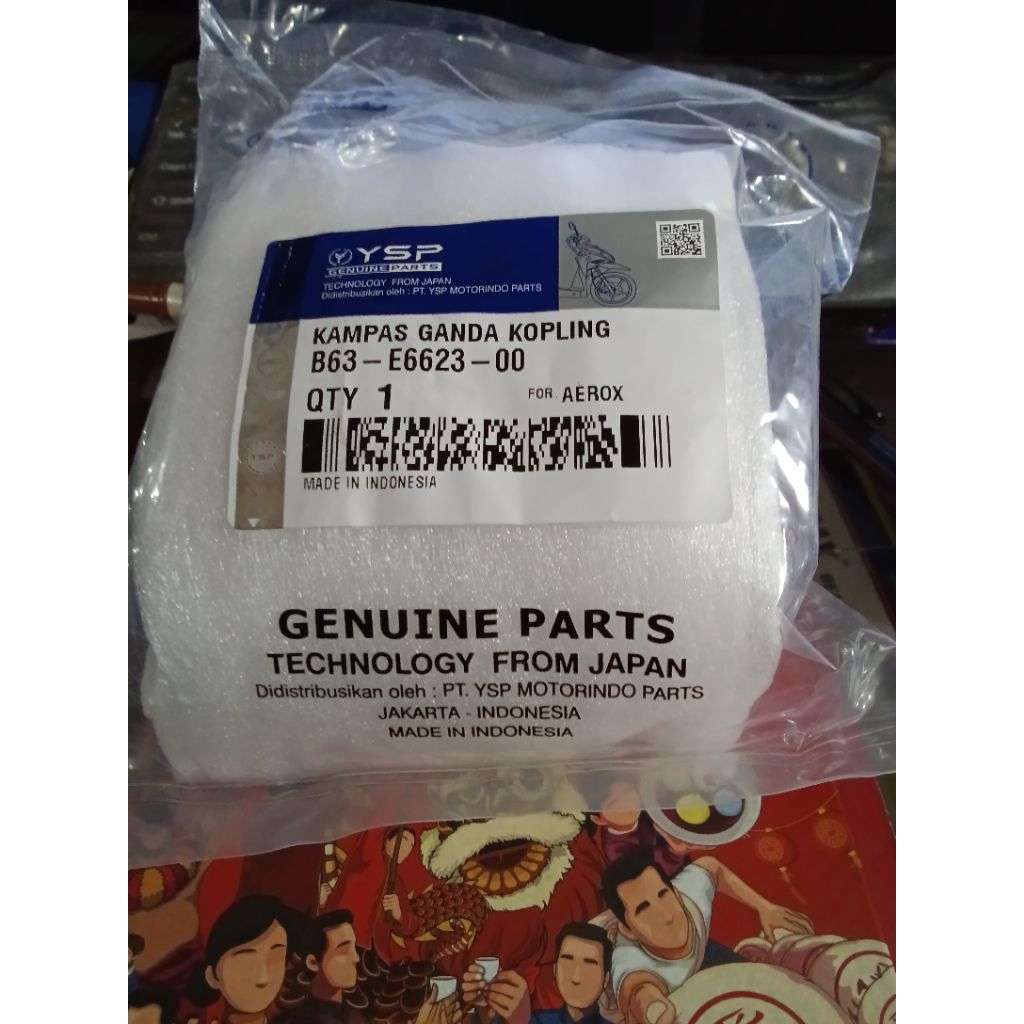 YSP
GENUINE PARTS
TECHNOLOGY FROM JAPAN
Didistribusikan oleh : PT. YSP MOTORINDO PARTS
KAMPAS GANDA KOPLING
B63-E6623-00
QTY 1 FOR. AEROX
MADE IN INDONESIA
YSP
GENUINE PARTS
TECHNOLOGY FROM JAPAN
Didistribusikan oleh : PT. YSP MOTORINDO PARTS
JAKARTA - INDONESIA
MADE IN INDONESIA